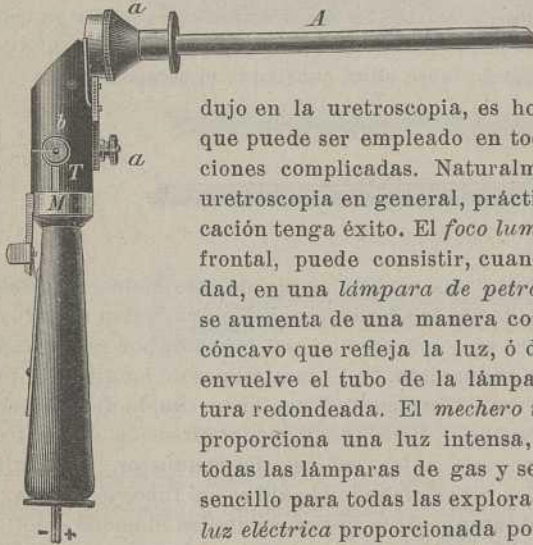 a
A
b
a
T
M
- +
dujo en la uretroscopia, es ho
que puede ser empleado en tod
ciones complicadas. Naturalm
uretroscopia en general, prácti
cación tenga éxito. El foco lum
frontal, puede consistir, cuan
dad, en una lámpara de petro
se aumenta de una manera co
cóncavo que refleja la luz, ó d
envuelve el tubo de la lámpa
tura redondeada. El mechero
proporciona una luz intensa,
todas las lámparas de gas y se
sencillo para todas las explora
luz eléctrica proporcionada po